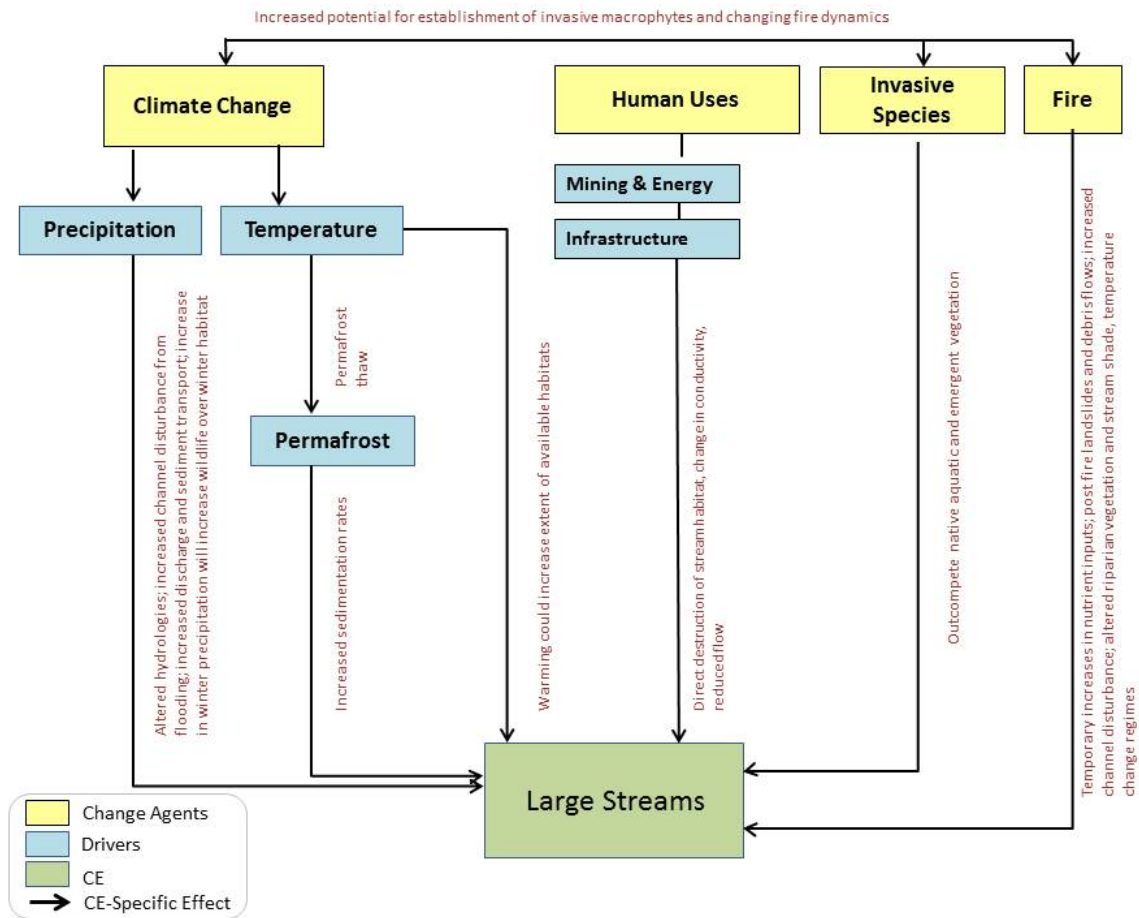 Increased potential for establishment of invasive macrophytes and changing fire dynamics
Climate Change
Human Uses
Invasive
Species
Fire
Mining & Energy
Precipitation
Temperature
Infrastructure
Altered hydrologies; increased channel disturbance from
flooding; increased discharge and sediment transport; increase
in winter precipitation will increase wildlife overwinter habitat
Permafrost
thaw
Permafrost
Increased sedimentation rates
Warming could increase extent of available habitats
Direct destruction of stream habitat, change in conductivity,
reduced flow
Outcompete native aquatic and emergent vegetation
Temporary increases in nutrient inputs; post fire landslides and debris flows; increased
channel disturbance; altered riparian vegetation and stream shade, temperature
change regimes
Large Streams
Change Agents
Drivers
CE
CE-Specific Effect